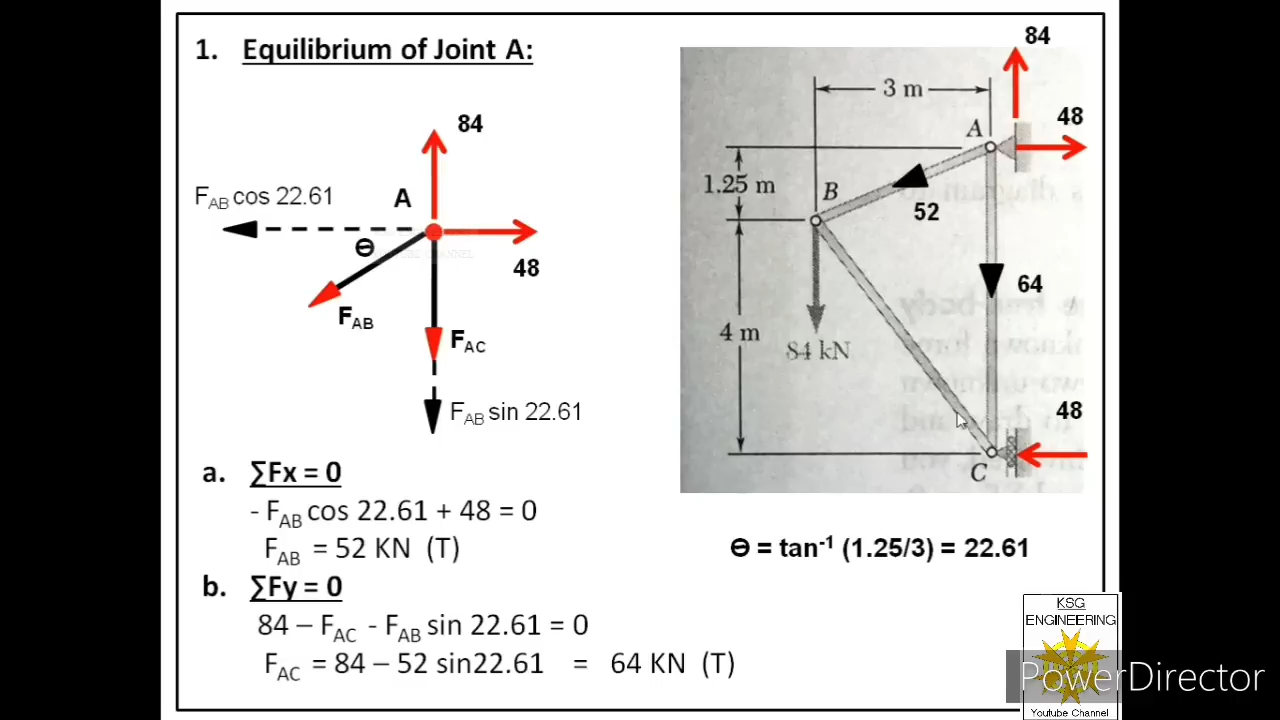 1. Equilibrium of Joint A:
84
A
F_AB cos 22.61
Ө
48
F_AB
F_AC
F_AB sin 22.61
a. ∑Fx = 0
- F_AB cos 22.61 + 48 = 0
F_AB = 52 KN (T)
b. ∑Fy = 0
84 – F_AC - F_AB sin 22.61 = 0
F_AC = 84 – 52 sin22.61 = 64 KN (T)
84
3 m
48
A
1.25 m
B
52
64
4 m
84 kN
48
C
Ө = tan⁻¹ (1.25/3) = 22.61
KSG
ENGINEERING
PowerDirector
Youtube Channel